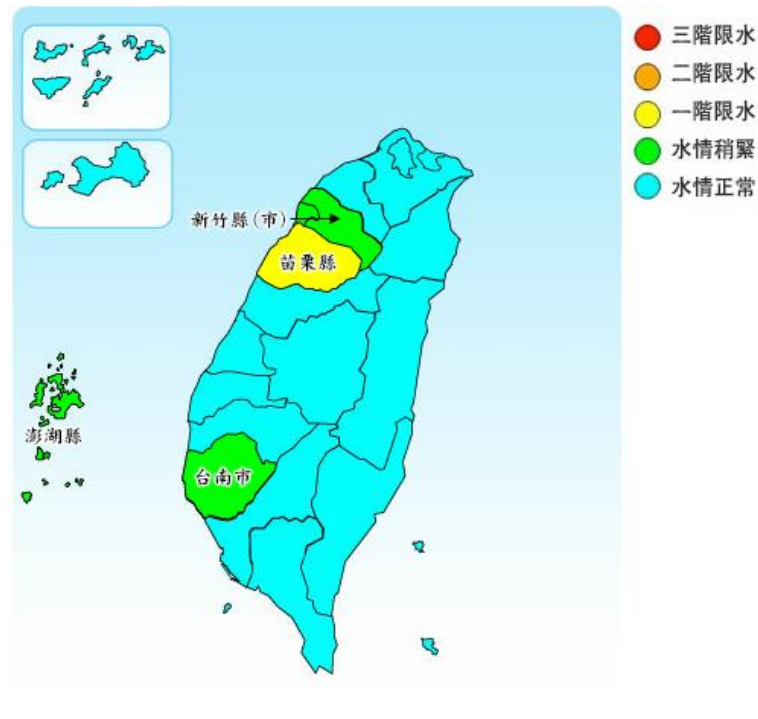 三階限水
二階限水
一階限水
水情稍緊
水情正常
新竹縣(市)
苗栗縣
澎湖縣
台南市